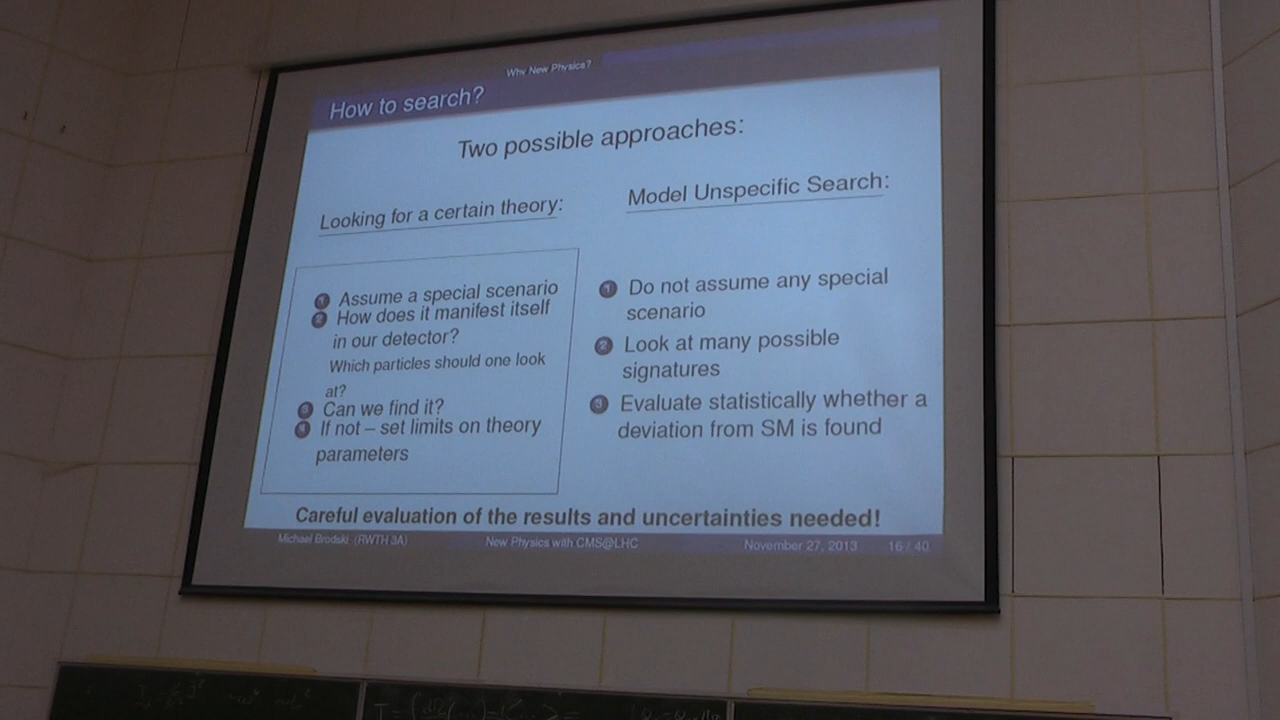 Why New Physics?
How to search?
Two possible approaches:
Looking for a certain theory:
1 Assume a special scenario
2 How does it manifest itself
in our detector?
Which particles should one look
at?
3 Can we find it?
4 If not – set limits on theory
parameters
Model Unspecific Search:
1 Do not assume any special
scenario
2 Look at many possible
signatures
3 Evaluate statistically whether a
deviation from SM is found
Careful evaluation of the results and uncertainties needed!
Michael Brodski (RWTH 3A) New Physics with CMS@LHC November 27, 2013 16 / 40